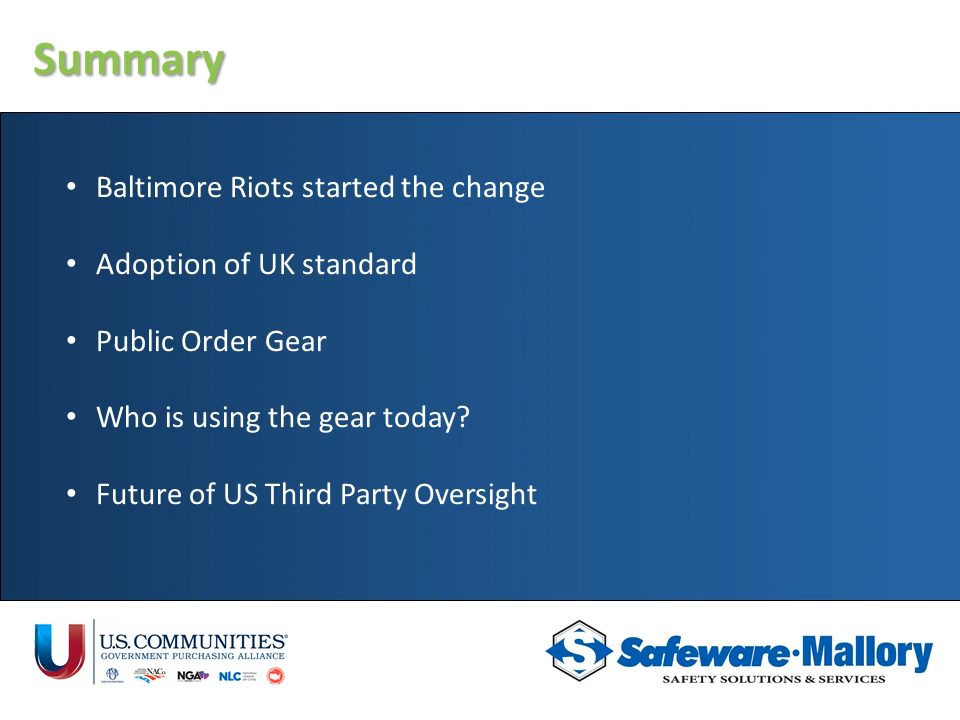 Summary
• Baltimore Riots started the change
• Adoption of UK standard
• Public Order Gear
• Who is using the gear today?
• Future of US Third Party Oversight
U.S. COMMUNITIES®
GOVERNMENT PURCHASING ALLIANCE
NACo NGA NLC
S Safeware·Mallory
SAFETY SOLUTIONS & SERVICES